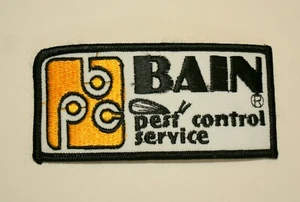 bpc
BAIN
®
pest control
service